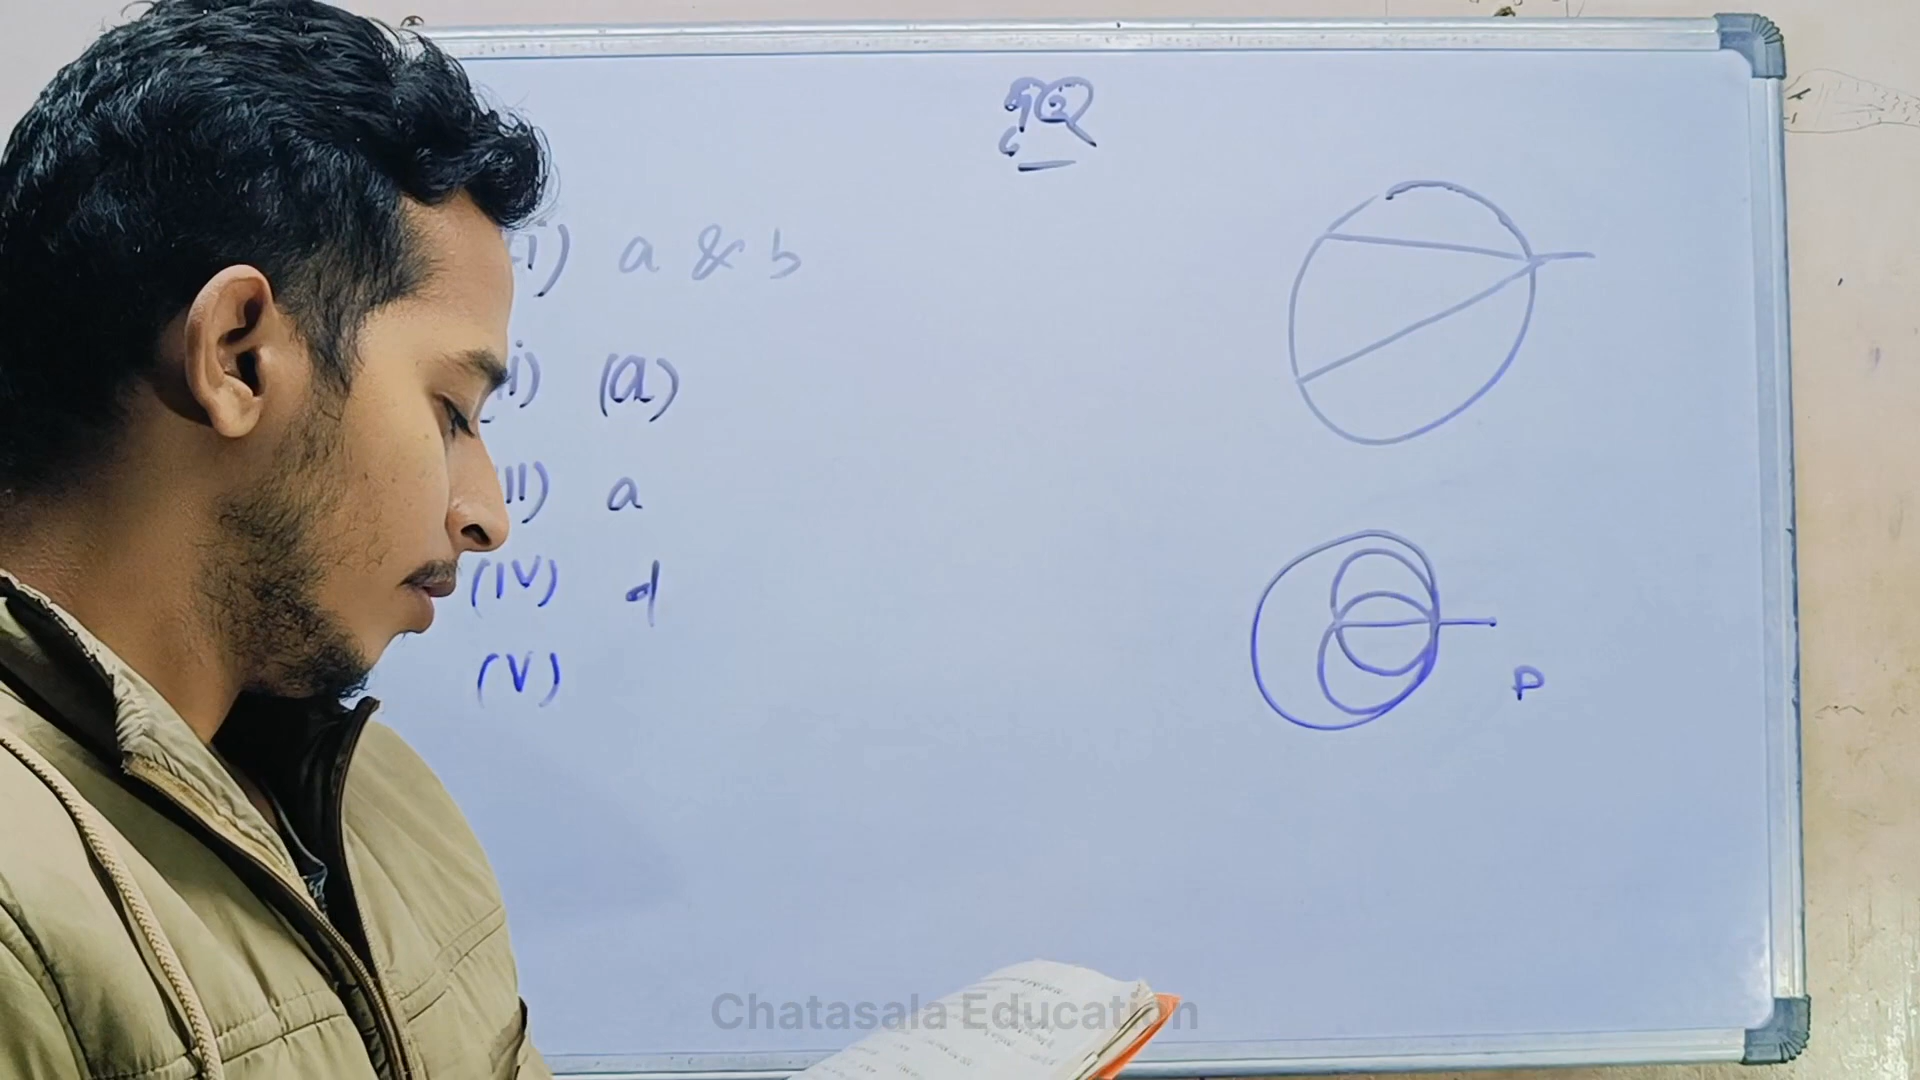 ବୃତ୍ତ
(i) a & b
(ii) (a)
(III) a
(IV) d
(V)
P
Chatasala Education